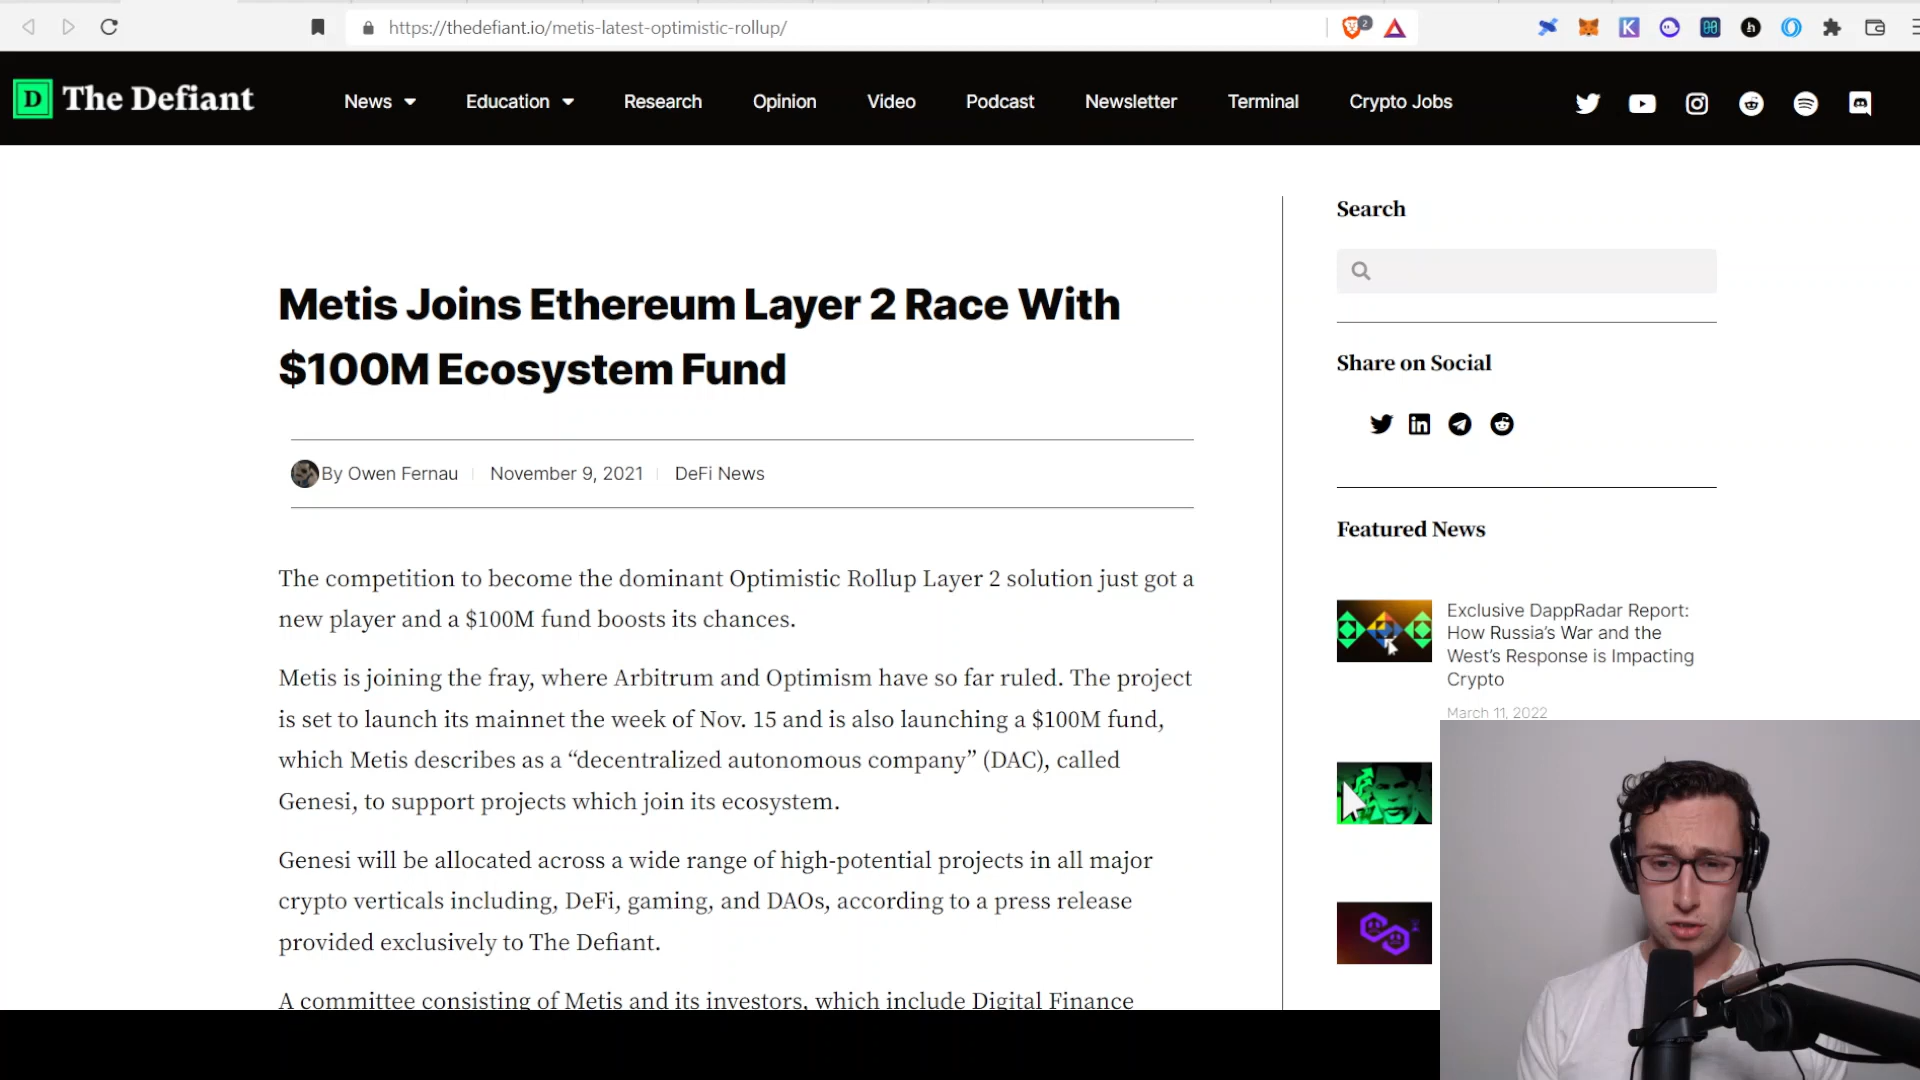 https://thedefiant.io/metis-latest-optimistic-rollup/
2
K
D The Defiant
News
Education
Research
Opinion
Video
Podcast
Newsletter
Terminal
Crypto Jobs
Metis Joins Ethereum Layer 2 Race With
$100M Ecosystem Fund
By Owen Fernau
November 9, 2021
DeFi News
The competition to become the dominant Optimistic Rollup Layer 2 solution just got a
new player and a $100M fund boosts its chances.
Metis is joining the fray, where Arbitrum and Optimism have so far ruled. The project
is set to launch its mainnet the week of Nov. 15 and is also launching a $100M fund,
which Metis describes as a “decentralized autonomous company” (DAC), called
Genesi, to support projects which join its ecosystem.
Genesi will be allocated across a wide range of high-potential projects in all major
crypto verticals including, DeFi, gaming, and DAOs, according to a press release
provided exclusively to The Defiant.
A committee consisting of Metis and its investors, which include Digital Finance
Search
Share on Social
Featured News
Exclusive DappRadar Report:
How Russia’s War and the
West’s Response is Impacting
Crypto
March 11, 2022